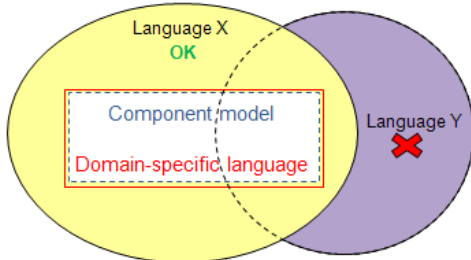 Language X
OK
Component model
Language Y
Domain-specific language